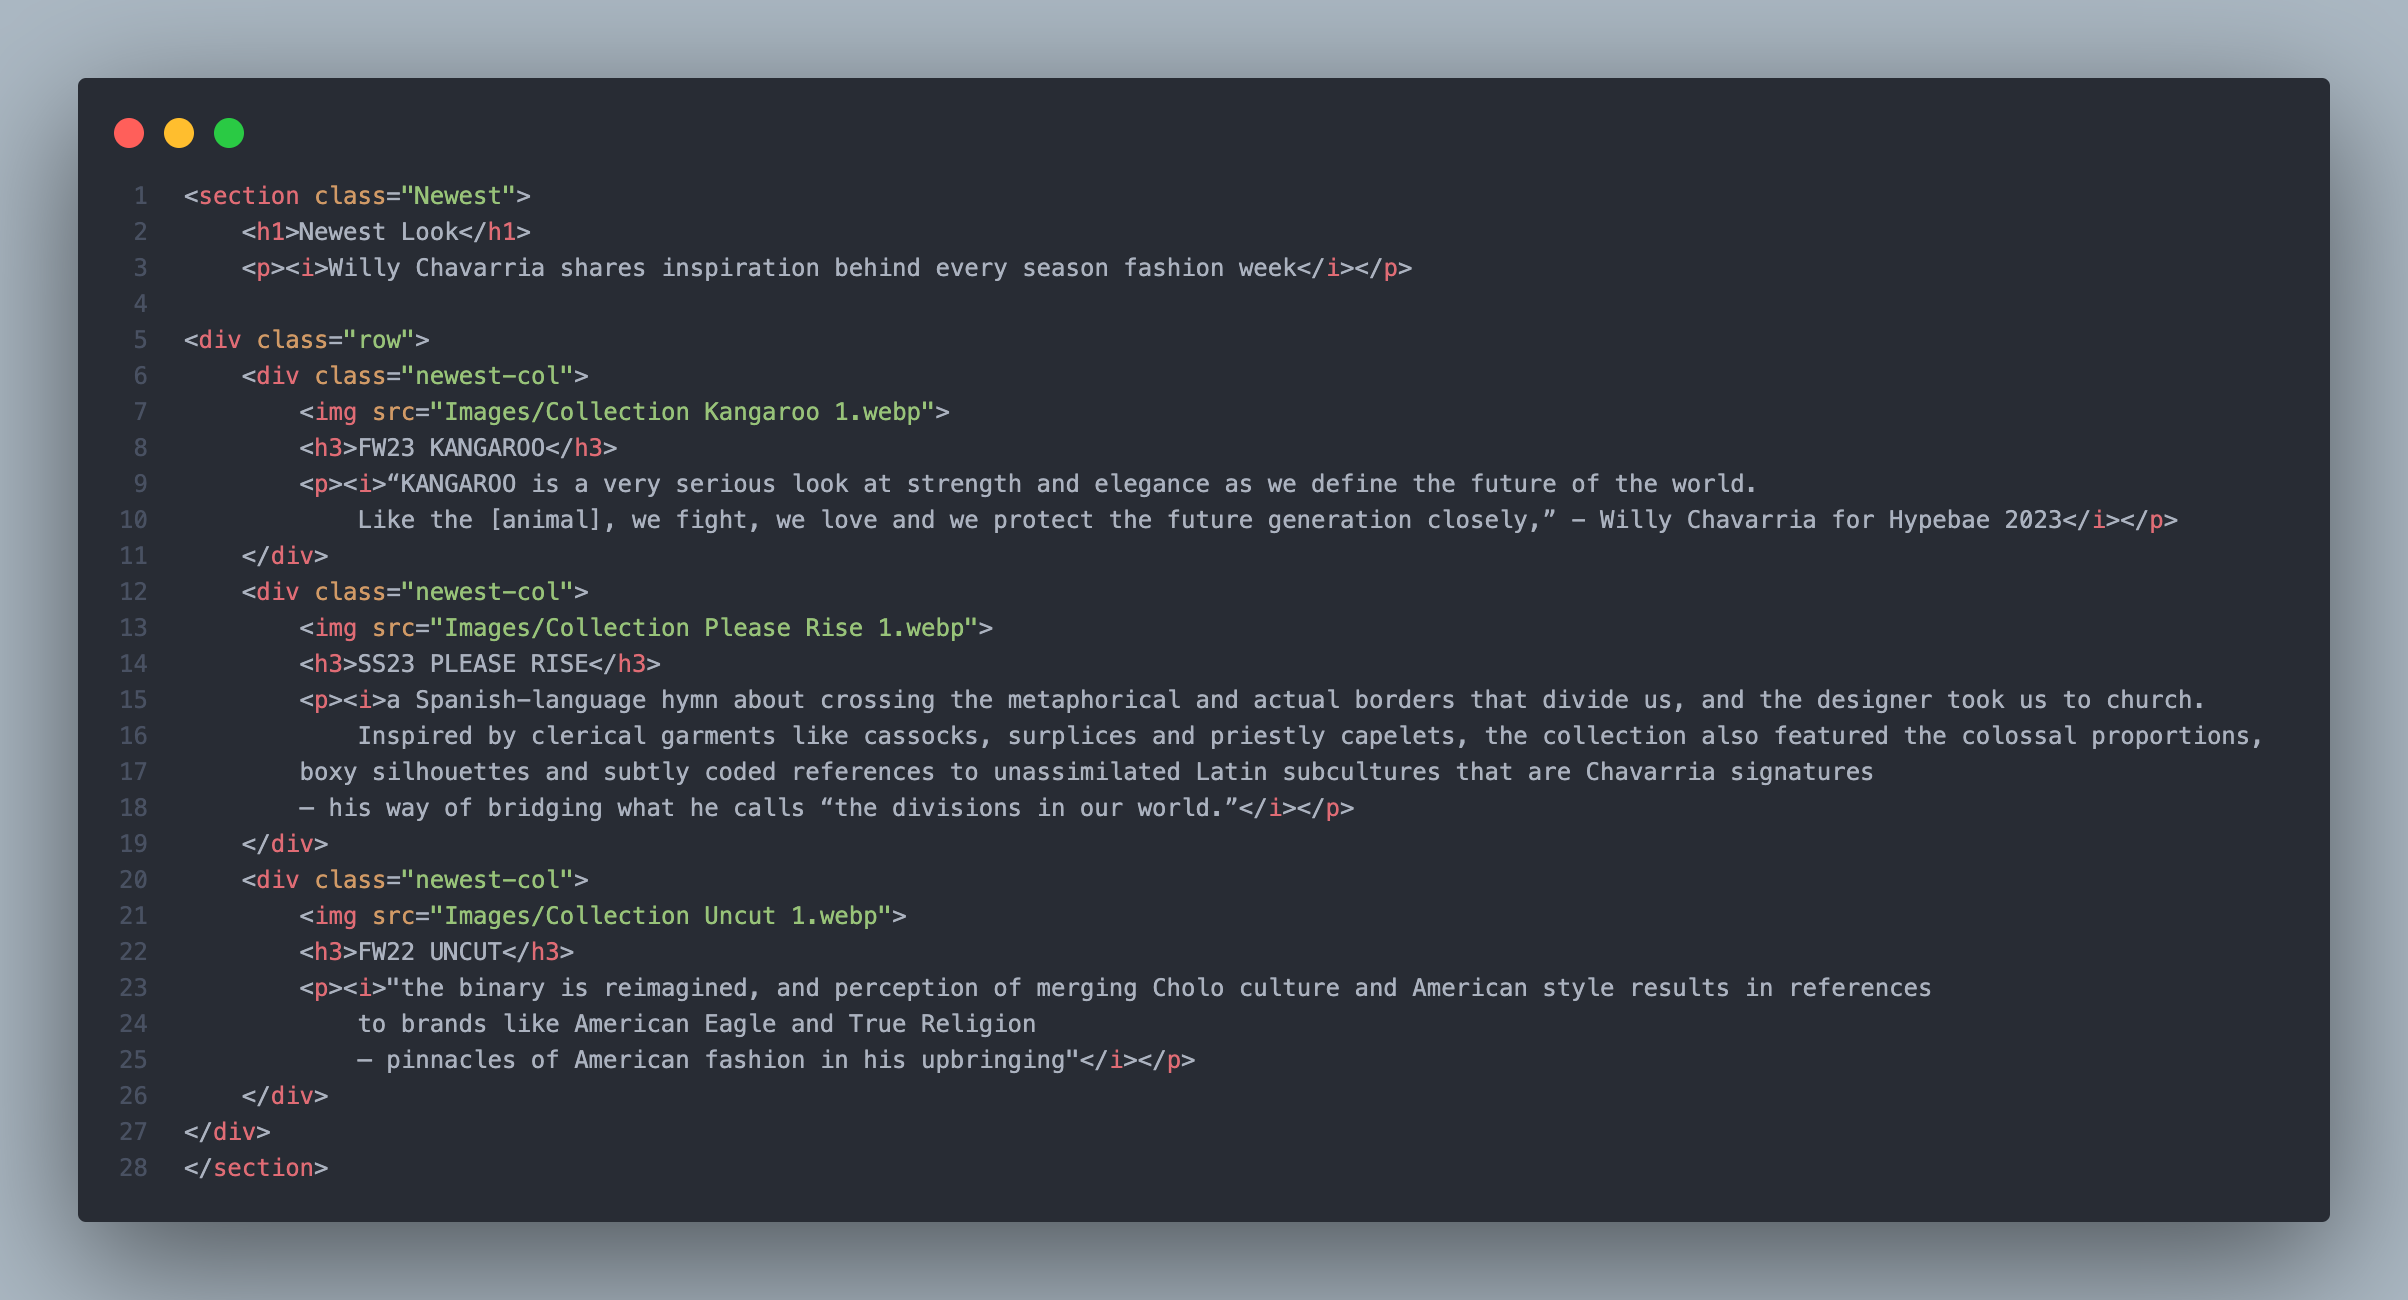 1 <section class="Newest">
2     <h1>Newest Look</h1>
3     <p><i>Willy Chavarria shares inspiration behind every season fashion week</i></p>
4
5 <div class="row">
6     <div class="newest-col">
7         <img src="Images/Collection Kangaroo 1.webp">
8         <h3>FW23 KANGAROO</h3>
9         <p><i>“KANGAROO is a very serious look at strength and elegance as we define the future of the world.
10             Like the [animal], we fight, we love and we protect the future generation closely,” – Willy Chavarria for Hypebae 2023</i></p>
11     </div>
12     <div class="newest-col">
13         <img src="Images/Collection Please Rise 1.webp">
14         <h3>SS23 PLEASE RISE</h3>
15         <p><i>a Spanish-language hymn about crossing the metaphorical and actual borders that divide us, and the designer took us to church.
16             Inspired by clerical garments like cassocks, surplices and priestly capelets, the collection also featured the colossal proportions,
17         boxy silhouettes and subtly coded references to unassimilated Latin subcultures that are Chavarria signatures
18         — his way of bridging what he calls “the divisions in our world.”</i></p>
19     </div>
20     <div class="newest-col">
21         <img src="Images/Collection Uncut 1.webp">
22         <h3>FW22 UNCUT</h3>
23         <p><i>"the binary is reimagined, and perception of merging Cholo culture and American style results in references
24             to brands like American Eagle and True Religion
25             — pinnacles of American fashion in his upbringing"</i></p>
26     </div>
27 </div>
28 </section>